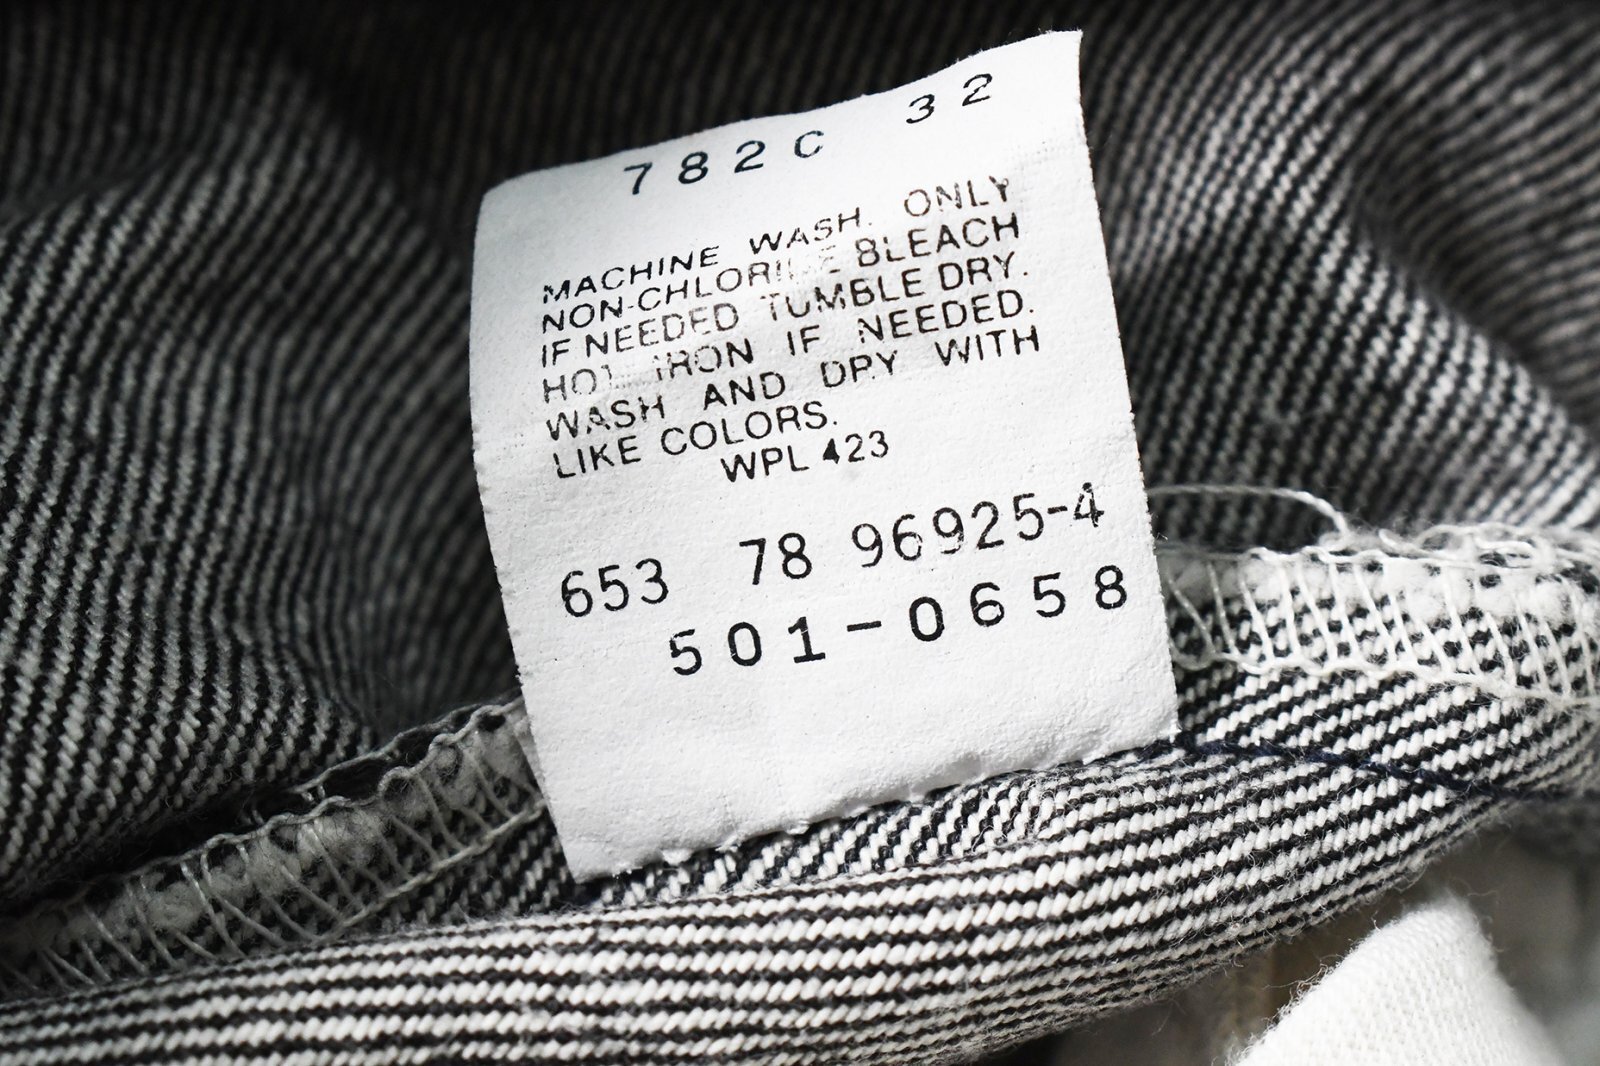 782C 32
MACHINE WASH. ONLY
NON-CHLORINE BLEACH
IF NEEDED TUMBLE DRY.
HOT IRON IF NEEDED.
WASH AND DRY WITH
LIKE COLORS.
WPL 423
653 78 96925-4
501-0658